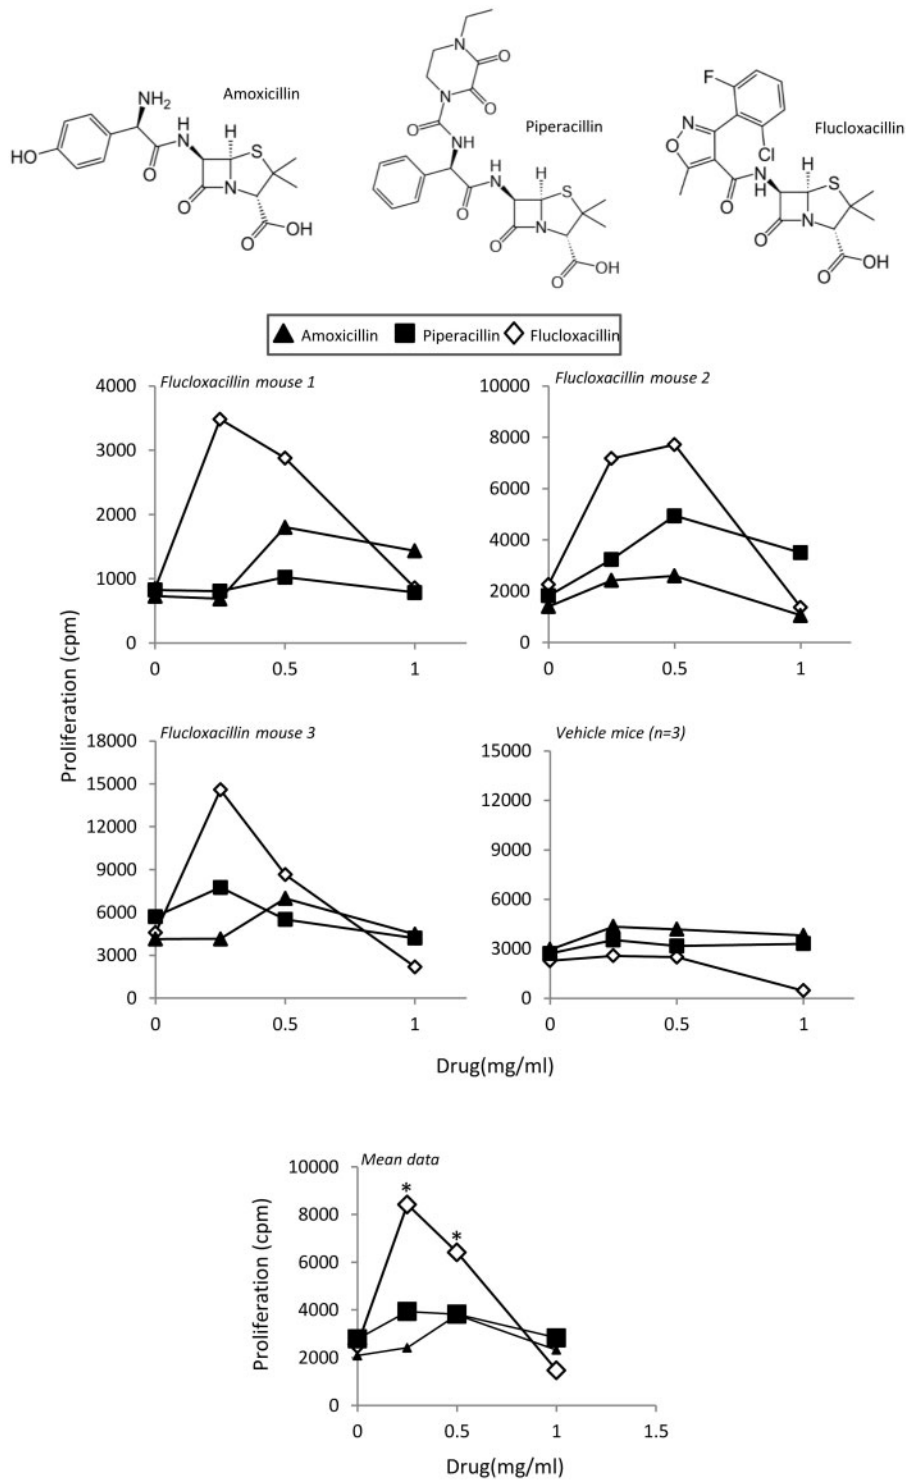 Amoxicillin
Piperacillin
Flucloxacillin
NH2
HO
O
H
N
H
S
O
N
O
OH
N
O
N
O
O
NH
O
H
N
H
S
O
N
O
OH
F
N
O
Cl
O
N
H
H
S
O
N
O
OH
Amoxicillin Piperacillin Flucloxacillin
Flucloxacillin mouse 1
4000
3000
2000
1000
0
0 0.5 1
Flucloxacillin mouse 2
10000
8000
6000
4000
2000
0
0 0.5 1
Proliferation (cpm)
Flucloxacillin mouse 3
18000
15000
12000
9000
6000
3000
0
0 0.5 1
Vehicle mice (n=3)
15000
12000
9000
6000
3000
0
0 0.5 1
Drug(mg/ml)
Mean data
10000
8000
6000
4000
2000
0
* *
0 0.5 1 1.5
Proliferation (cpm)
Drug(mg/ml)